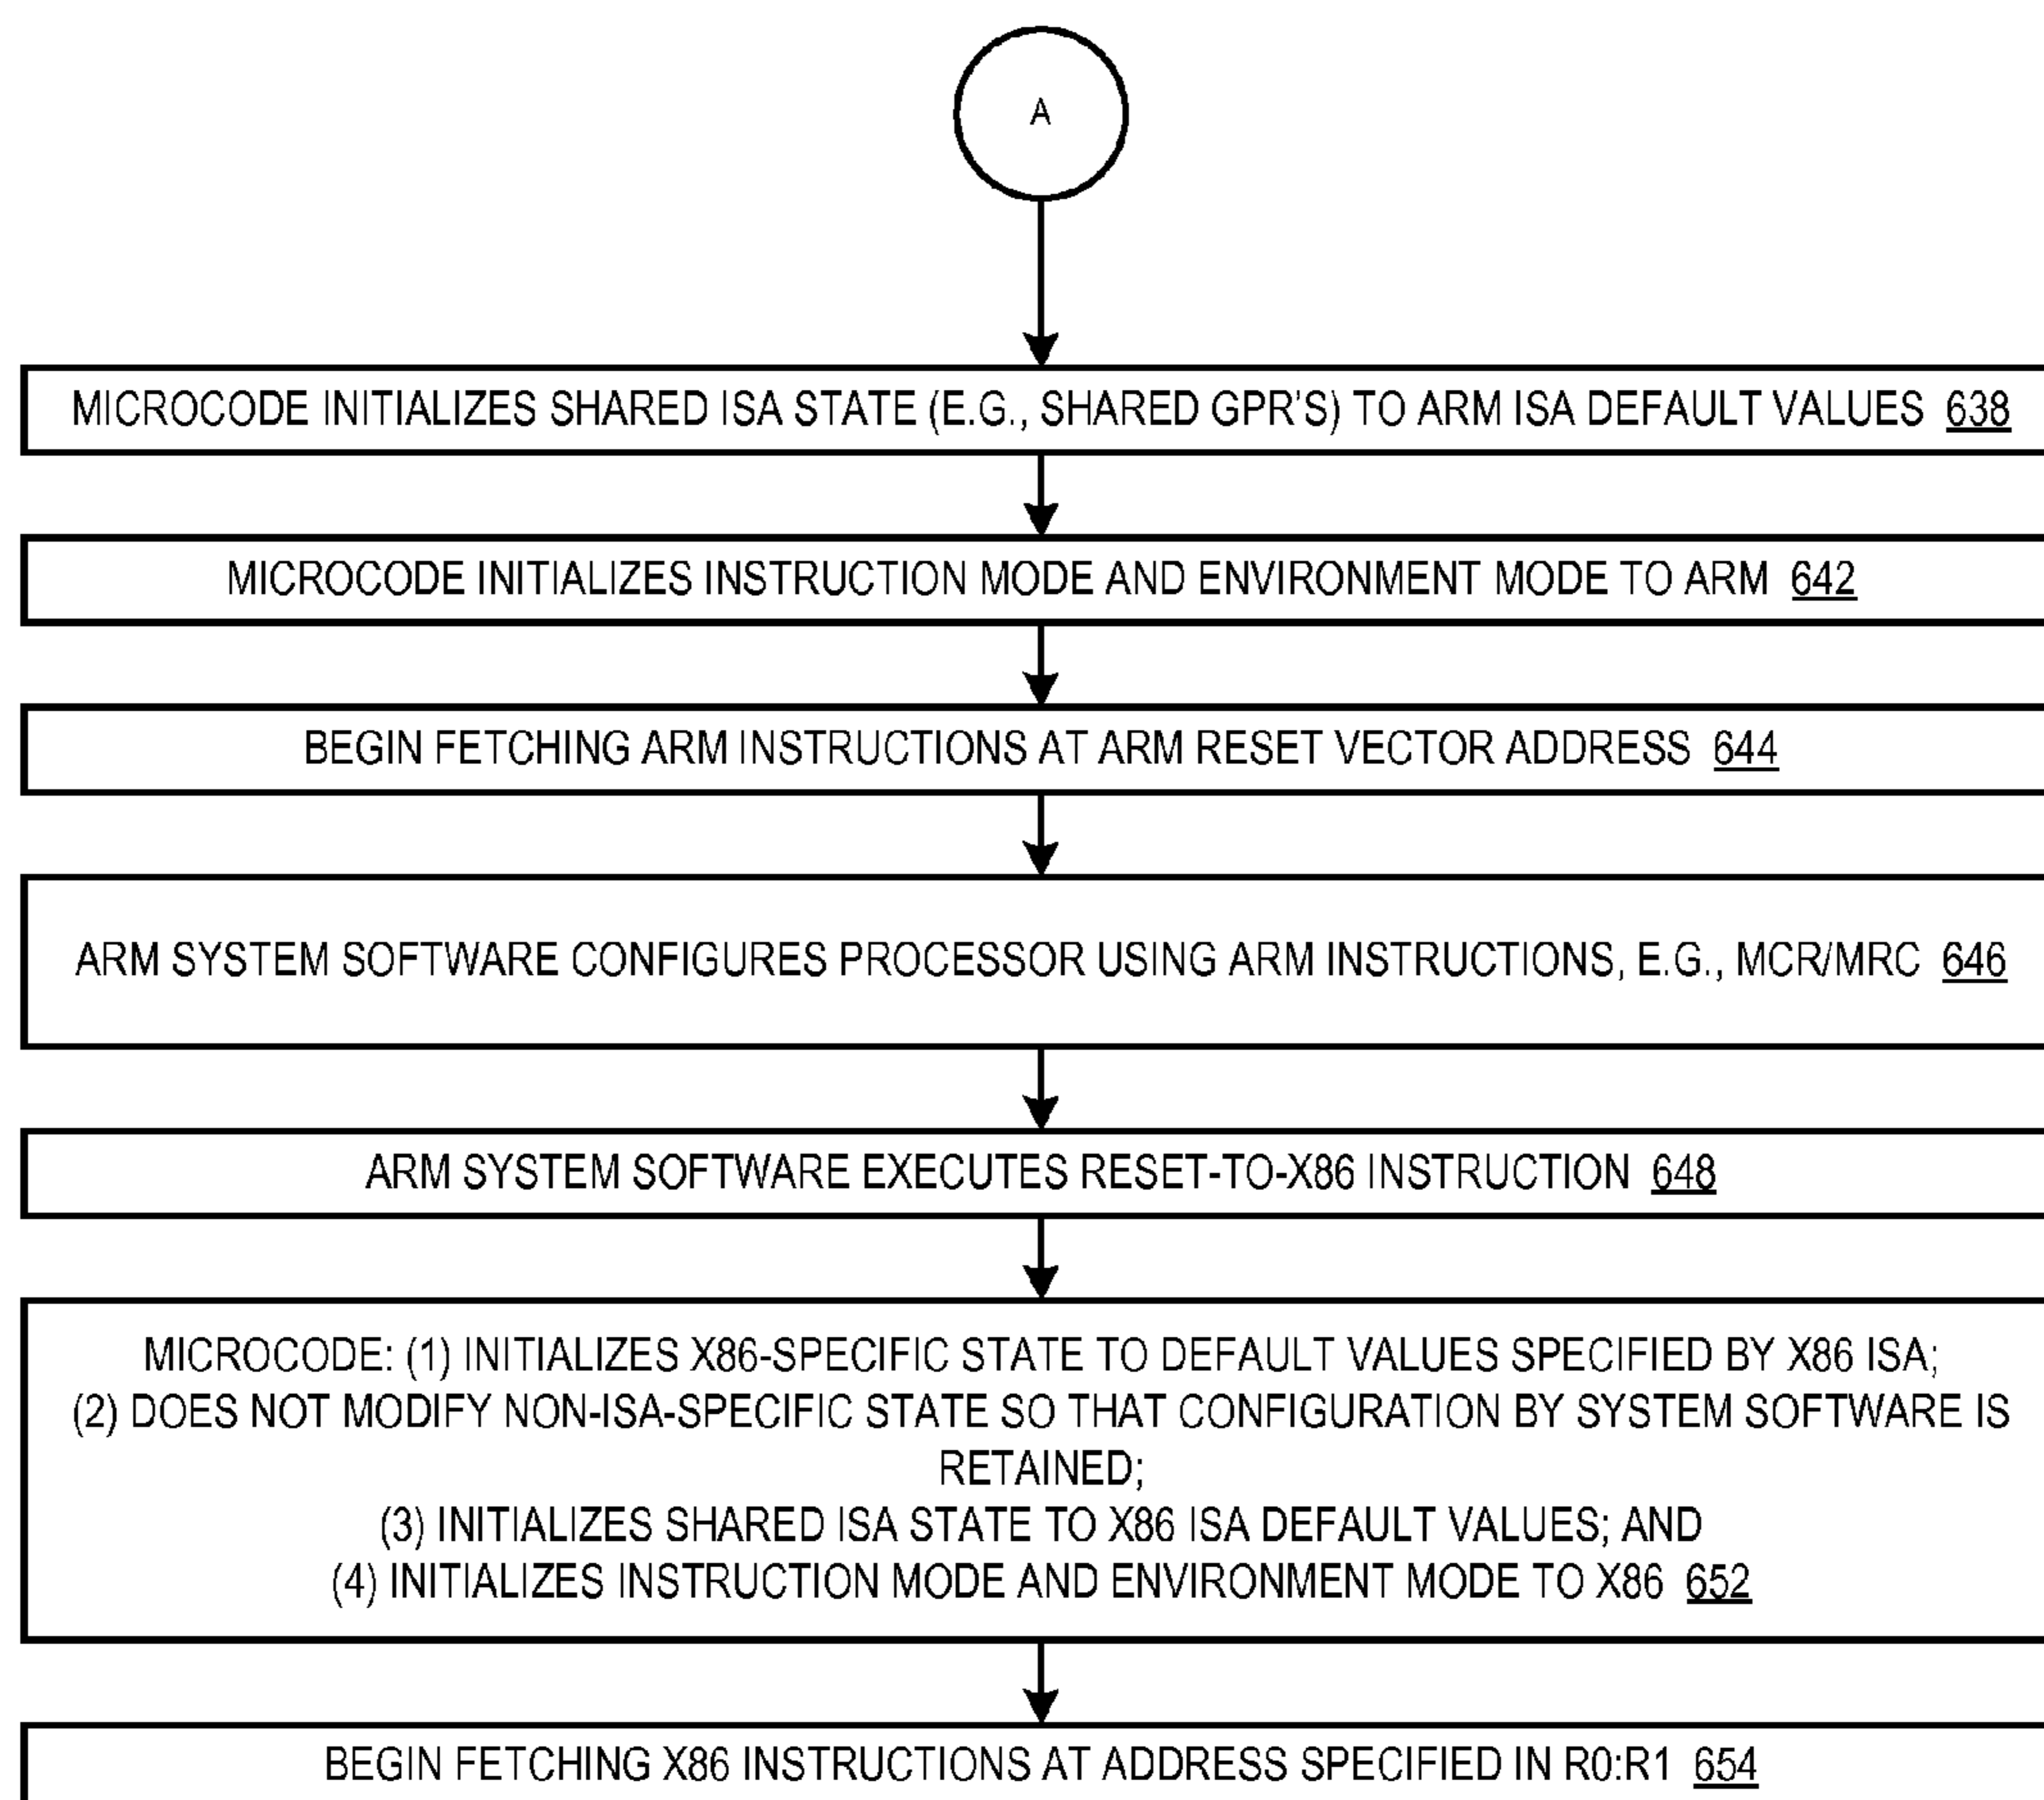 A
MICROCODE INITIALIZES SHARED ISA STATE (E.G., SHARED GPR'S) TO ARM ISA DEFAULT VALUES 638
MICROCODE INITIALIZES INSTRUCTION MODE AND ENVIRONMENT MODE TO ARM 642
BEGIN FETCHING ARM INSTRUCTIONS AT ARM RESET VECTOR ADDRESS 644
ARM SYSTEM SOFTWARE CONFIGURES PROCESSOR USING ARM INSTRUCTIONS, E.G., MCR/MRC 646
ARM SYSTEM SOFTWARE EXECUTES RESET-TO-X86 INSTRUCTION 648
MICROCODE: (1) INITIALIZES X86-SPECIFIC STATE TO DEFAULT VALUES SPECIFIED BY X86 ISA;
(2) DOES NOT MODIFY NON-ISA-SPECIFIC STATE SO THAT CONFIGURATION BY SYSTEM SOFTWARE IS
RETAINED;
(3) INITIALIZES SHARED ISA STATE TO X86 ISA DEFAULT VALUES; AND
(4) INITIALIZES INSTRUCTION MODE AND ENVIRONMENT MODE TO X86 652
BEGIN FETCHING X86 INSTRUCTIONS AT ADDRESS SPECIFIED IN R0:R1 654